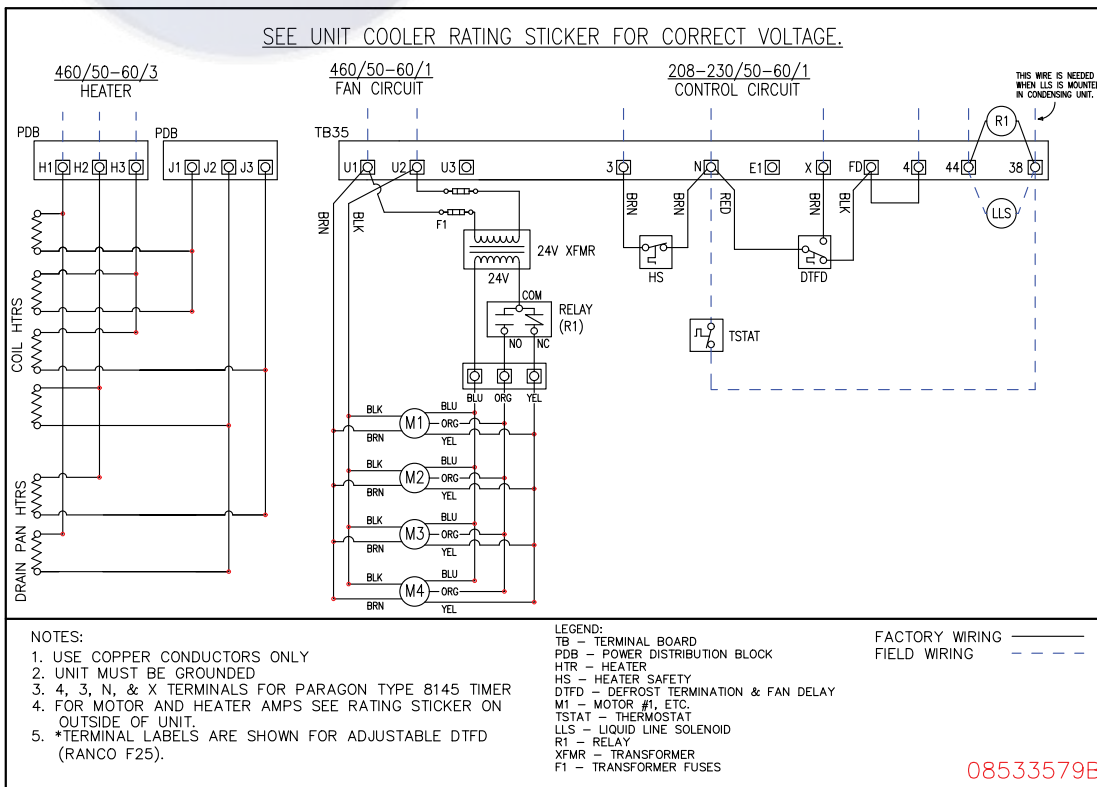 SEE UNIT COOLER RATING STICKER FOR CORRECT VOLTAGE.
460/50-60/3
HEATER
460/50-60/1
FAN CIRCUIT
208-230/50-60/1
CONTROL CIRCUIT
THIS WIRE IS NEEDED
WHEN LLS IS MOUNTED
IN CONDENSING UNIT.
R1
PDB
PDB
TB35
H1 H2 H3
J1 J2 J3
U1 U2 U3 3 N E1 X FD 4 44 38
BRN
BLK
F1
BRN
BRN
RED
BRN
BLK
LLS
24V XFMR
24V
HS
DTFD
COM
RELAY
(R1)
NO NC
TSTAT
COIL HTRS
DRAIN PAN HTRS
BLU ORG YEL
BLK M1 BLU
ORG
BRN YEL
BLK M2 BLU
ORG
BRN YEL
BLK M3 BLU
ORG
BRN YEL
BLK M4 BLU
ORG
BRN YEL
NOTES:
1. USE COPPER CONDUCTORS ONLY
2. UNIT MUST BE GROUNDED
3. 4, 3, N, & X TERMINALS FOR PARAGON TYPE 8145 TIMER
4. FOR MOTOR AND HEATER AMPS SEE RATING STICKER ON
OUTSIDE OF UNIT.
5. *TERMINAL LABELS ARE SHOWN FOR ADJUSTABLE DTFD
(RANCO F25).
LEGEND:
TB - TERMINAL BOARD
PDB - POWER DISTRIBUTION BLOCK
HTR - HEATER
HS - HEATER SAFETY
DTFD - DEFROST TERMINATION & FAN DELAY
M1 - MOTOR #1, ETC.
TSTAT - THERMOSTAT
LLS - LIQUID LINE SOLENOID
R1 - RELAY
XFMR - TRANSFORMER
F1 - TRANSFORMER FUSES
FACTORY WIRING
FIELD WIRING
08533579B